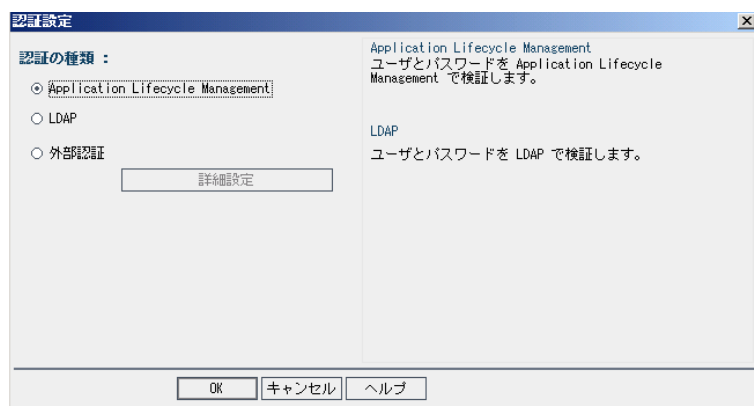 認証設定
認証の種類 :
Application Lifecycle Management
LDAP
外部認証
詳細設定
Application Lifecycle Management
ユーザとパスワードを Application Lifecycle
Management で検証します。
LDAP
ユーザとパスワードを LDAP で検証します。
OK
キャンセル
ヘルプ